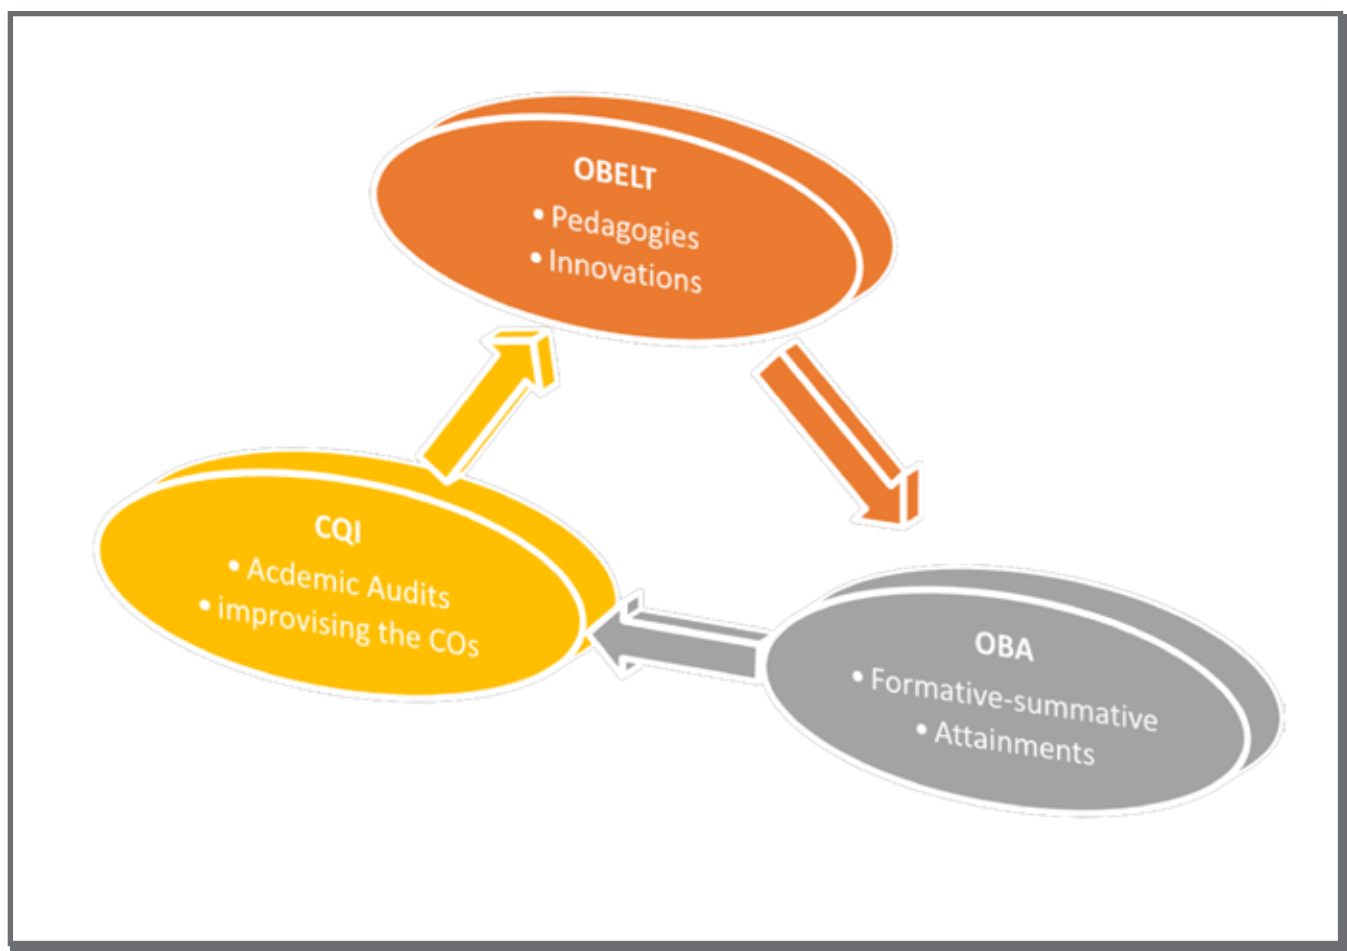 OBELT
• Pedagogies
• Innovations
CQI
• Acdemic Audits
• improvising the COs
OBA
• Formative-summative
• Attainments